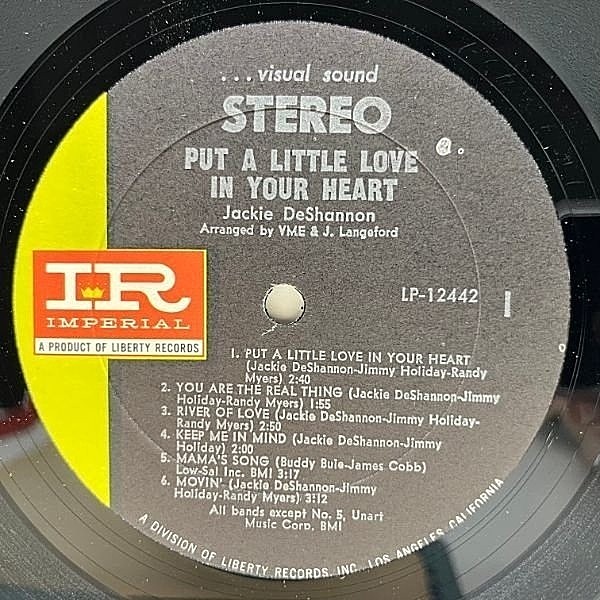 ...visual sound
STEREO
PUT A LITTLE LOVE
IN YOUR HEART
Jackie DeShannon
Arranged by VME & J. Langeford
IR
IMPERIAL
A PRODUCT OF LIBERTY RECORDS
LP-12442 1
1. PUT A LITTLE LOVE IN YOUR HEART
(Jackie DeShannon-Jimmy Holiday-Randy
Myers) 2:40
2. YOU ARE THE REAL THING (Jackie DeShannon-Jimmy
Holiday-Randy Myers) 1:55
3. RIVER OF LOVE (Jackie DeShannon-Jimmy Holiday-
Randy Myers) 2:50
4. KEEP ME IN MIND (Jackie DeShannon-Jimmy
Holiday) 2:00
5. MAMA'S SONG (Buddy Buie-James Cobb)
Low-Sal Inc. BMI 3:17
6. MOVIN' (Jackie DeShannon-Jimmy
Holiday-Randy Myers) 3:12
All bands except No. 5, Unart
Music Corp. BMI
A DIVISION OF LIBERTY RECORDS, INC., LOS ANGELES, CALIFORNIA